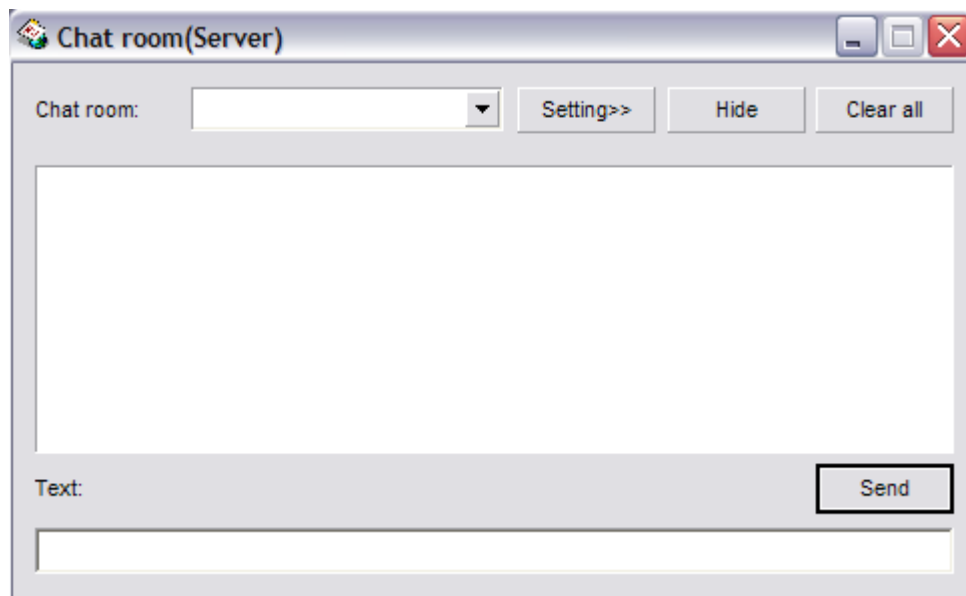 Chat room(Server)
Chat room: Setting>> Hide Clear all
Text: Send